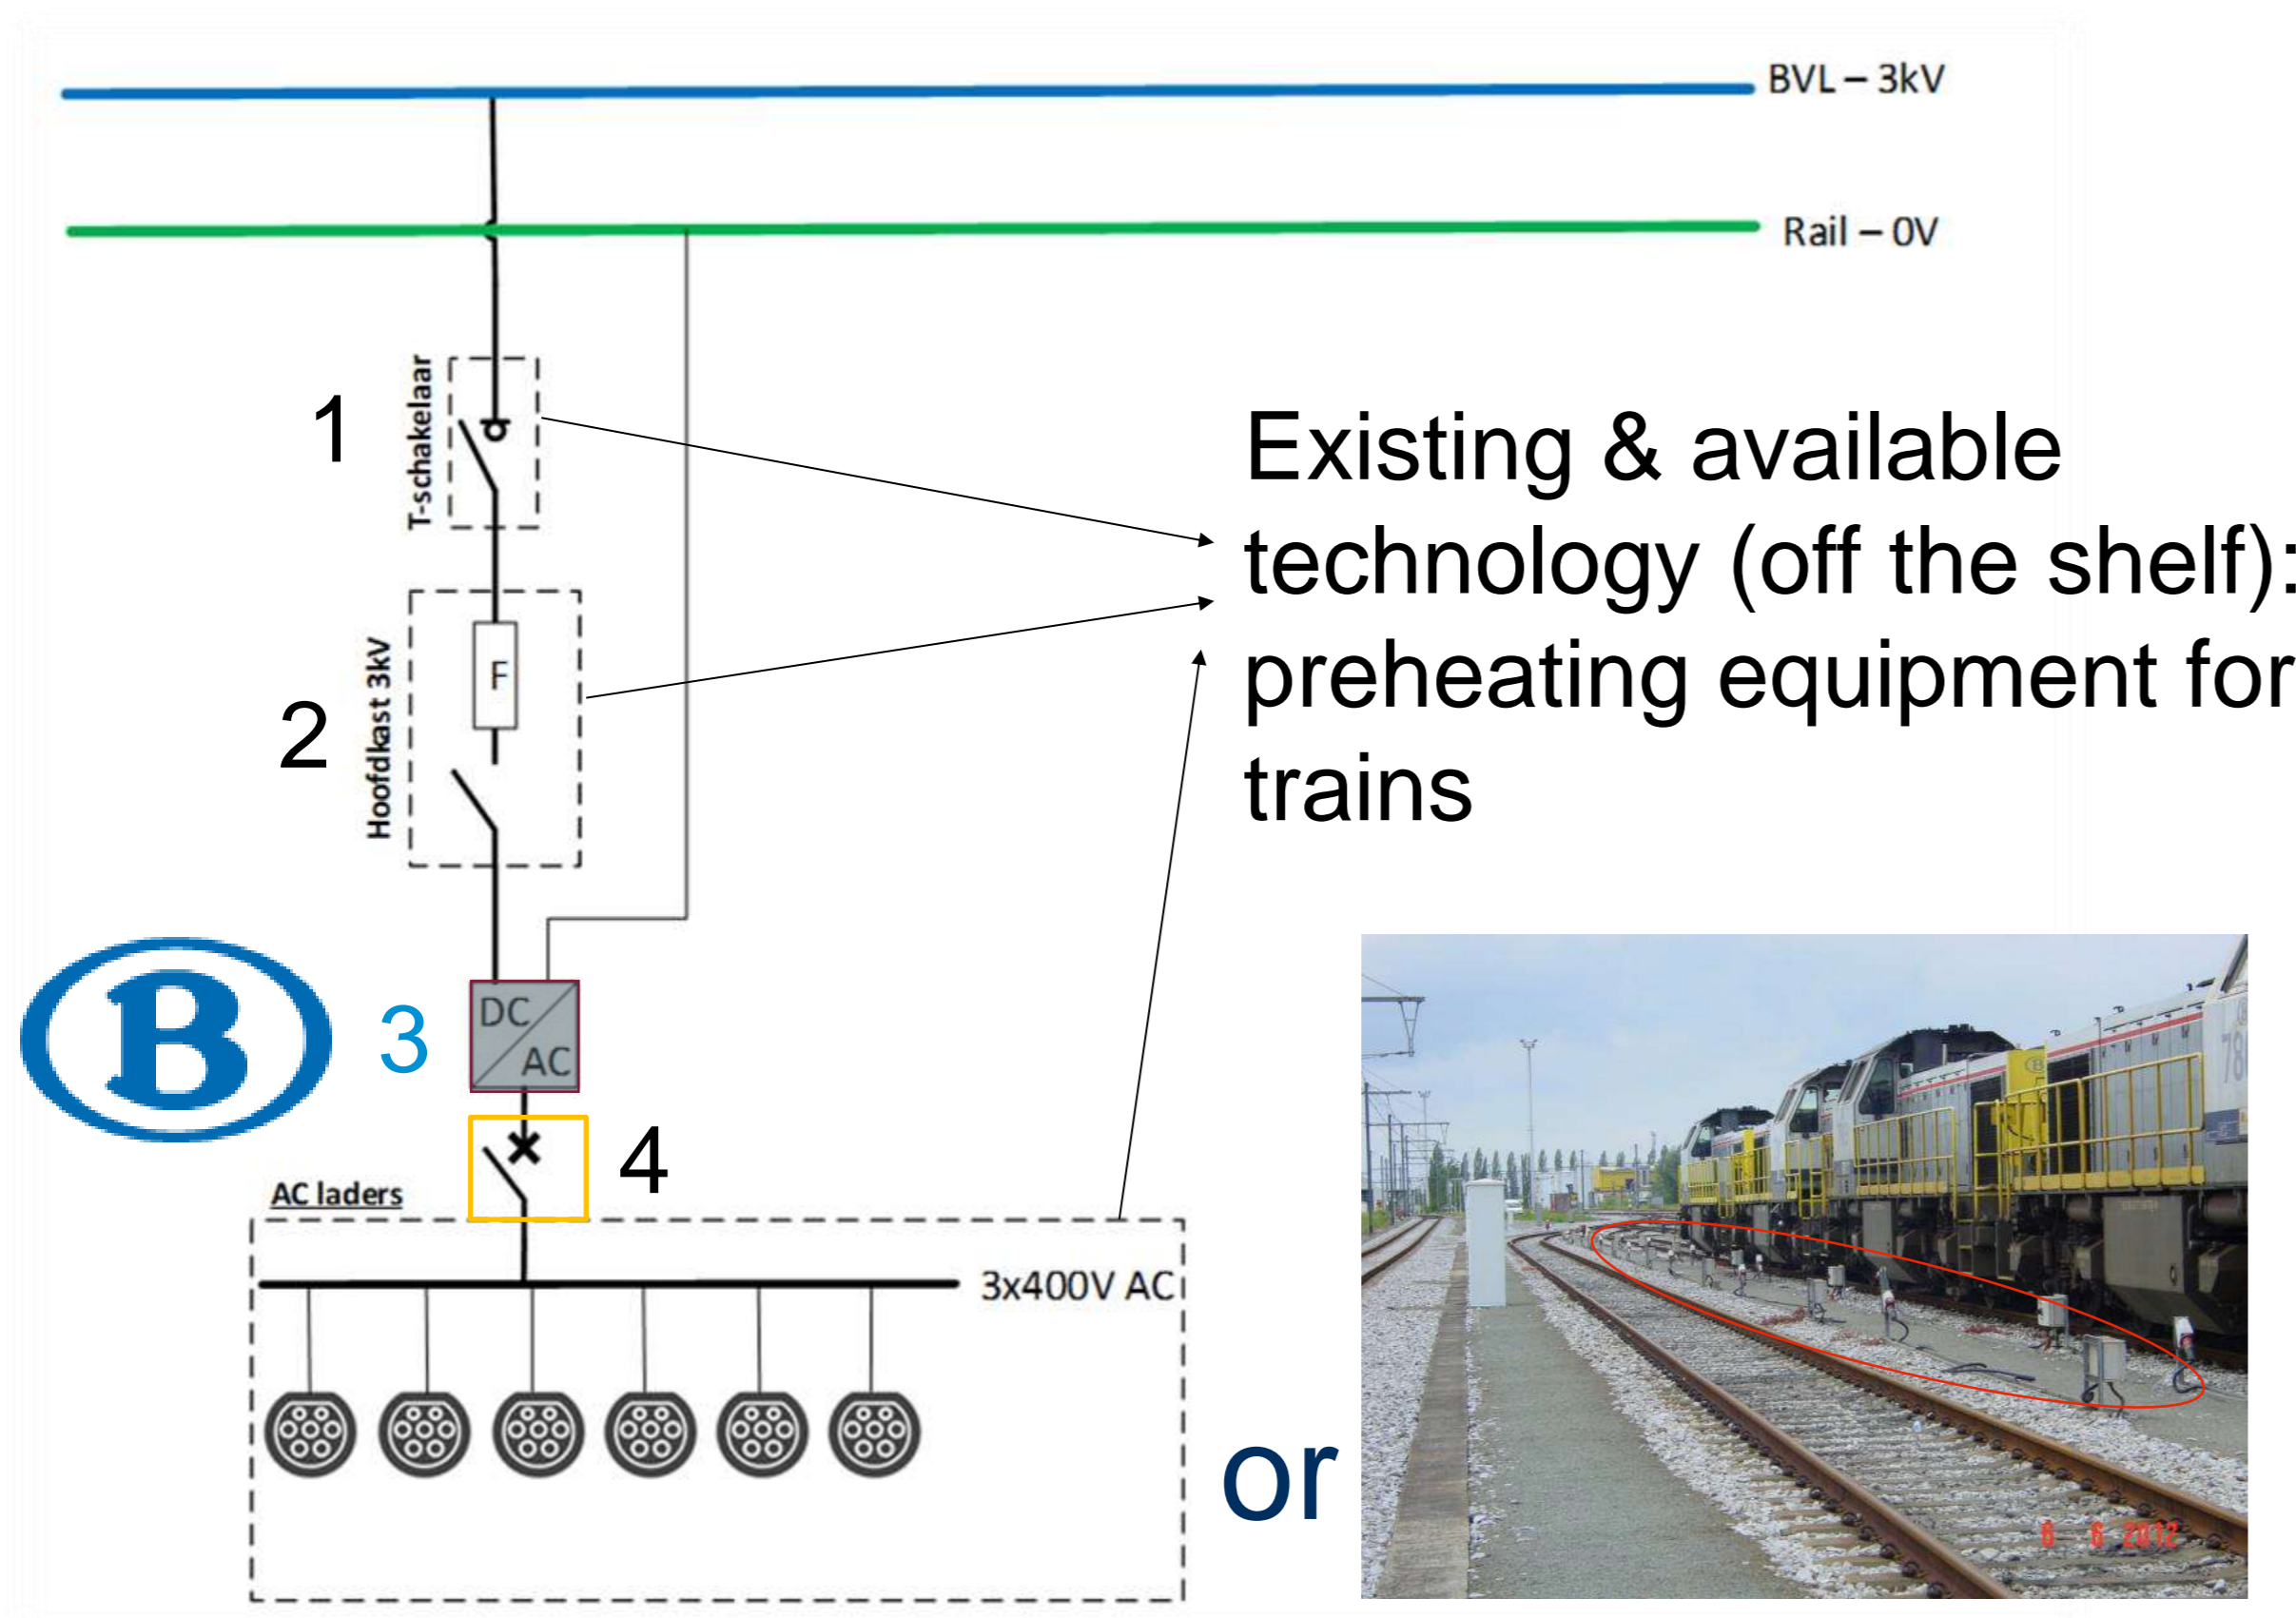 BVL – 3kV
Rail – 0V
1
T-schakelaar
Existing & available
technology (off the shelf):
preheating equipment for
trains
2
Hoofdkast 3kV
F
B
3
DC
AC
4
AC laders
3x400V AC
or
6 6 2012